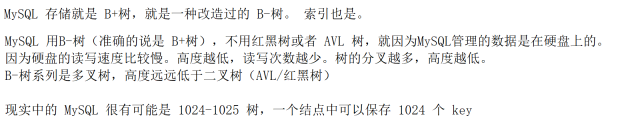 MySQL 存储就是 B+树，就是一种改造过的 B-树。 索引也是。
MySQL 用B-树（准确的说是 B+树），不用红黑树或者 AVL 树，就因为MySQL管理的数据是在硬盘上的。
因为硬盘的读写速度比较慢。高度越低，读写次数越少。树的分叉越多，高度越低。
B-树系列是多叉树，高度远远低于二叉树（AVL/红黑树）
现实中的 MySQL 很有可能是 1024-1025 树，一个结点中可以保存 1024 个 key